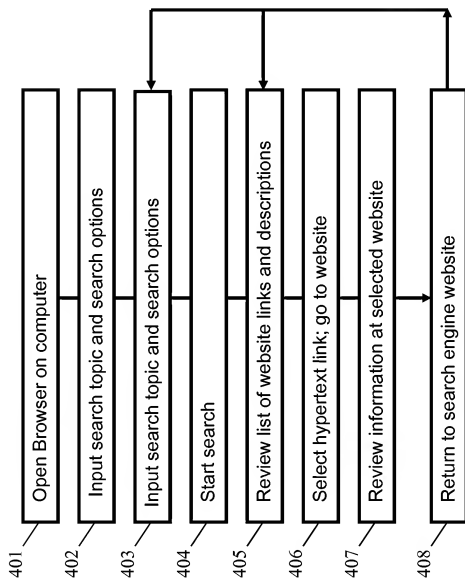 401 Open Browser on computer
402 Input search topic and search options
403 Input search topic and search options
404 Start search
405 Review list of website links and descriptions
406 Select hypertext link; go to website
407 Review information at selected website
408 Return to search engine website